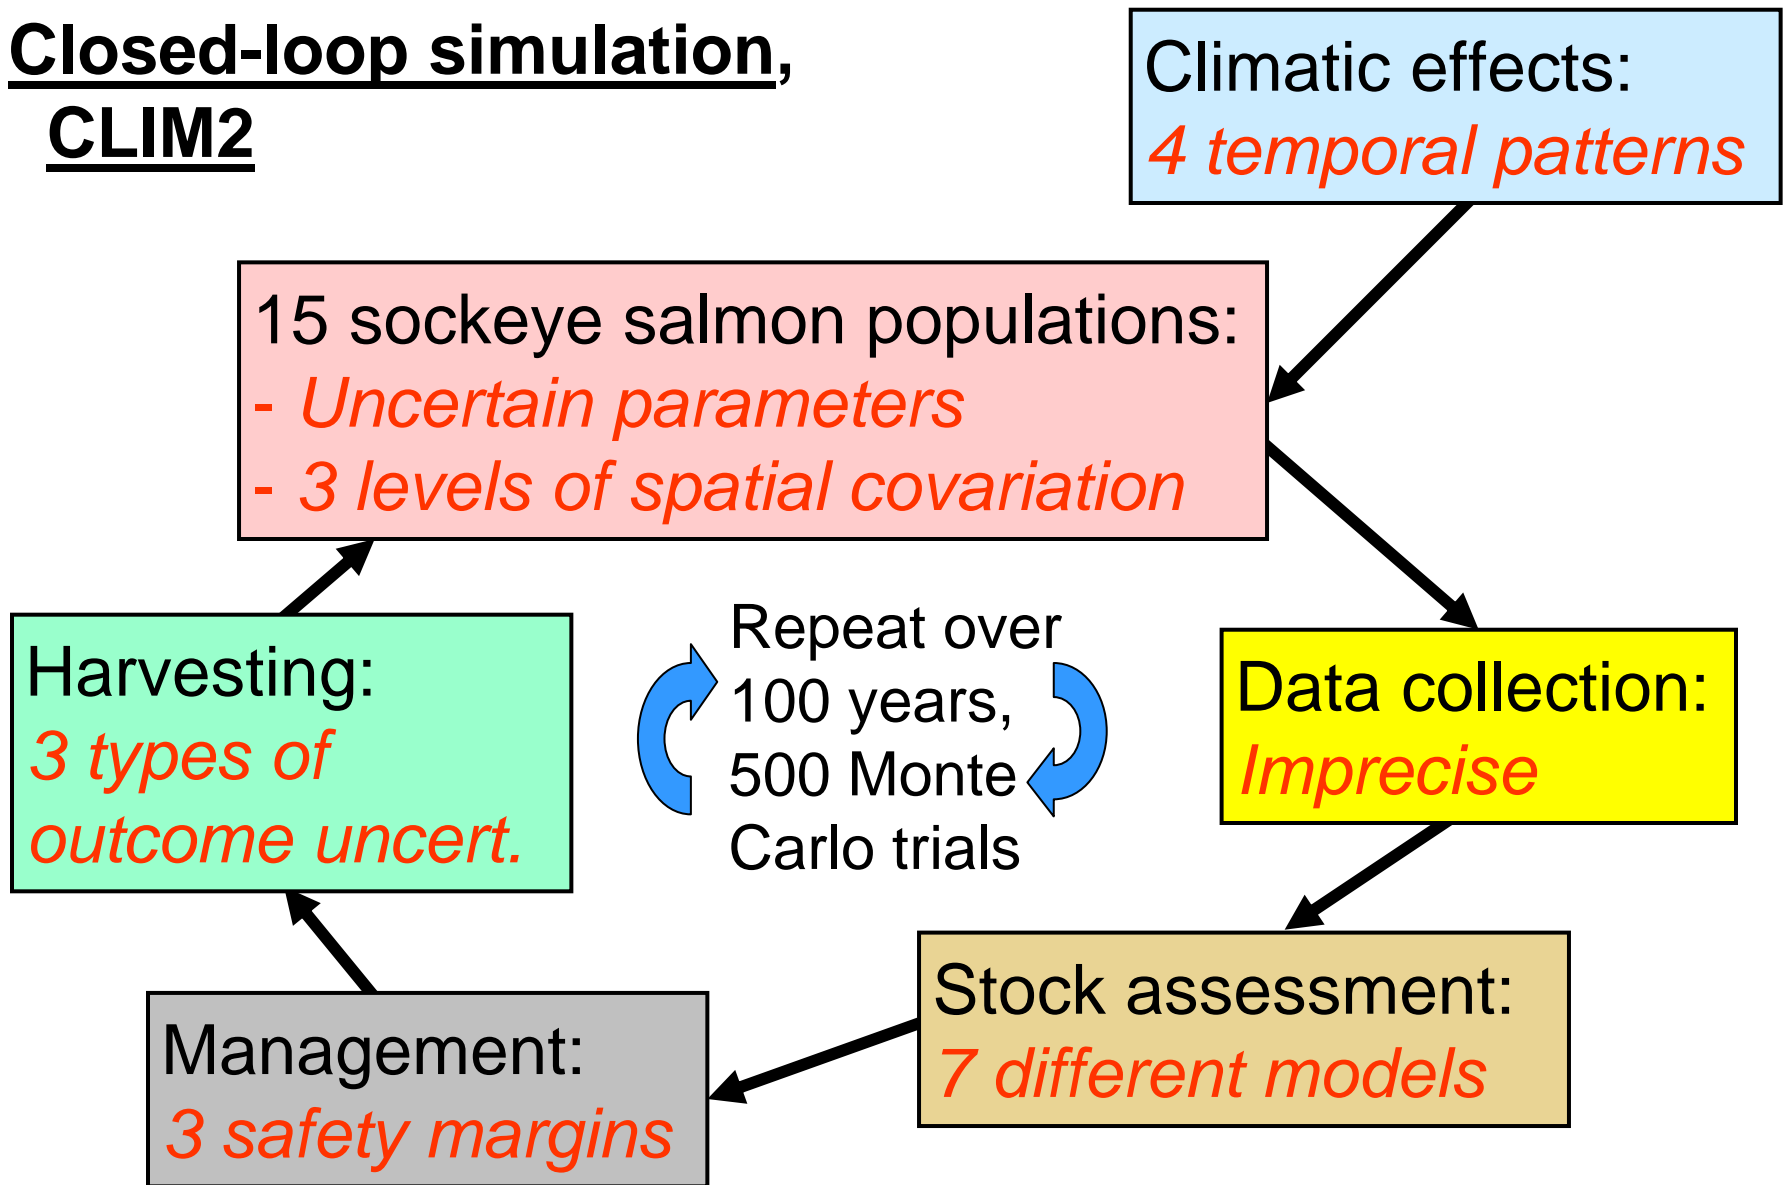 Closed-loop simulation,
CLIM2
Climatic effects:
4 temporal patterns
15 sockeye salmon populations:
- Uncertain parameters
- 3 levels of spatial covariation
Harvesting:
3 types of
outcome uncert.
Repeat over
100 years,
500 Monte
Carlo trials
Data collection:
Imprecise
Stock assessment:
7 different models
Management:
3 safety margins